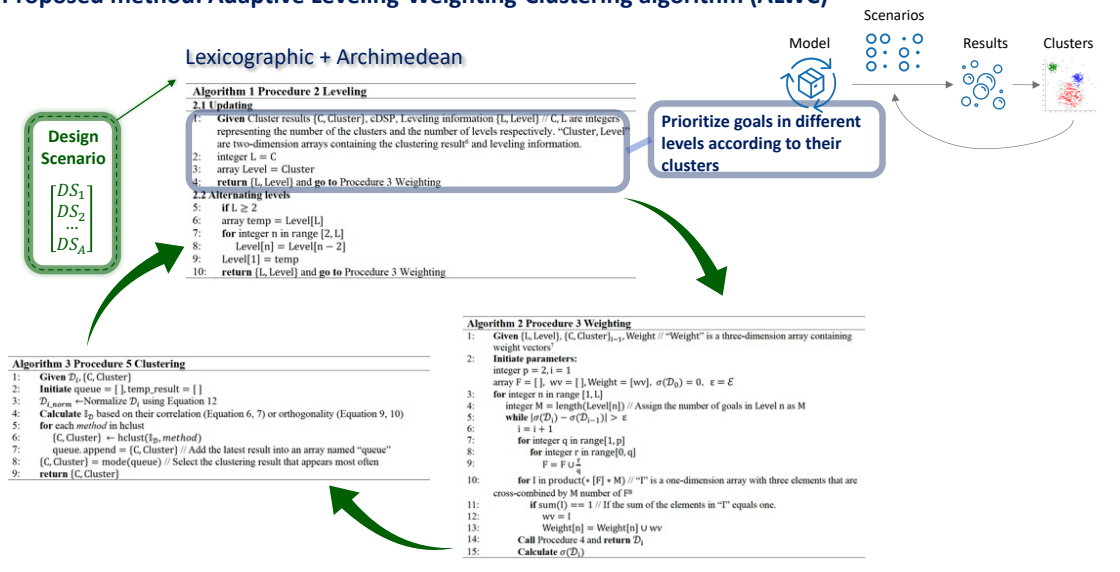 Proposed method: Adaptive Leveling-Weighting-Clustering algorithm (ALWC)
Scenarios
Model
Results
Clusters
Lexicographic + Archimedean
Design
Scenario
[DS₁
DS₂
...
DS_A]
Algorithm 1 Procedure 2 Leveling
2.1 Updating
1: Given Cluster results {C, Cluster}, cDSP, Leveling information {L, Level} // C, L are integers
representing the number of the clusters and the number of levels respectively. "Cluster, Level"
are two-dimension arrays containing the clustering result⁶ and leveling information.
2: integer L = C
3: array Level = Cluster
4: return {L, Level} and go to Procedure 3 Weighting
2.2 Alternating levels
5: if L ≥ 2
6: array temp = Level[L]
7: for integer n in range [2, L]
8: Level[n] = Level[n − 2]
9: Level[1] = temp
10: return {L, Level} and go to Procedure 3 Weighting
Prioritize goals in different
levels according to their
clusters
Algorithm 2 Procedure 3 Weighting
1: Given {L, Level}, {C, Cluster}ᵢ₋₁, Weight // "Weight" is a three-dimension array containing
weight vectors⁷
2: Initiate parameters:
integer p = 2, i = 1
array F = [ ], wv = [ ], Weight = [wv], σ(𝒟₀) = 0, ε = ℰ
3: for integer n in range [1, L]
4: integer M = length(Level[n]) // Assign the number of goals in Level n as M
5: while |σ(𝒟ᵢ) − σ(𝒟ᵢ₋₁)| > ε
6: i = i + 1
7: for integer q in range[1, p]
8: for integer r in range[0, q]
9: F = F ∪ r/q
10: for I in product(∗ [F] ∗ M) // "I" is a one-dimension array with three elements that are
cross-combined by M number of F⁸
11: if sum(I) == 1 // If the sum of the elements in "I" equals one.
12: wv = I
13: Weight[n] = Weight[n] ∪ wv
14: Call Procedure 4 and return 𝒟ᵢ
15: Calculate σ(𝒟ᵢ)
Algorithm 3 Procedure 5 Clustering
1: Given 𝒟ᵢ, {C, Cluster}
2: Initiate queue = [ ], temp_result = [ ]
3: 𝒟ᵢ_norm ←Normalize 𝒟ᵢ using Equation 12
4: Calculate 𝕀_𝔻 based on their correlation (Equation 6, 7) or orthogonality (Equation 9, 10)
5: for each method in hclust
6: {C, Cluster} ← hclust(𝕀_𝔻, method)
7: queue.append = {C, Cluster} // Add the latest result into an array named "queue"
8: {C, Cluster} = mode(queue) // Select the clustering result that appears most often
9: return {C, Cluster}